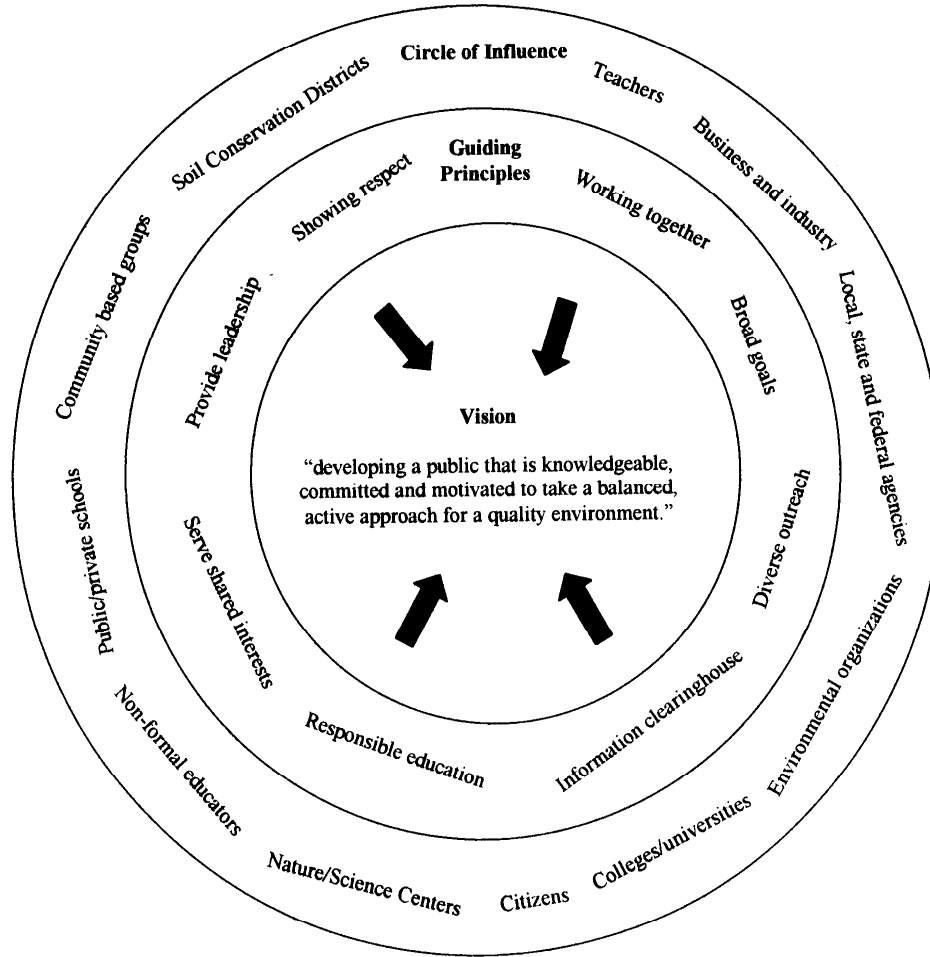 Circle of Influence
Teachers
Business and industry
Local, state and federal agencies
Environmental organizations
Colleges/universities
Citizens
Nature/Science Centers
Non-formal educators
Public/private schools
Community based groups
Soil Conservation Districts
Guiding
Principles
Working together
Broad goals
Diverse outreach
Information clearinghouse
Responsible education
Serve shared interests
Provide leadership
Showing respect
Vision
“developing a public that is knowledgeable,
committed and motivated to take a balanced,
active approach for a quality environment.”